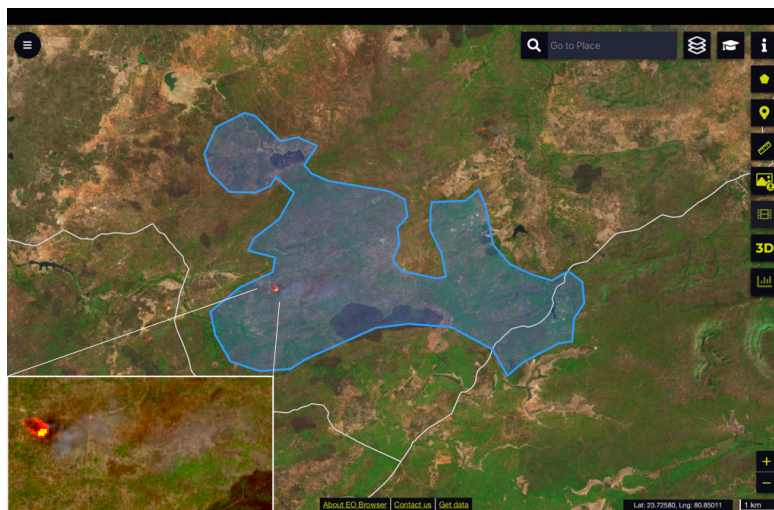 Go to Place
3D
About EO Browser | Contact us | Get data
Lat: 23.72580, Lng: 80.85011
1 km